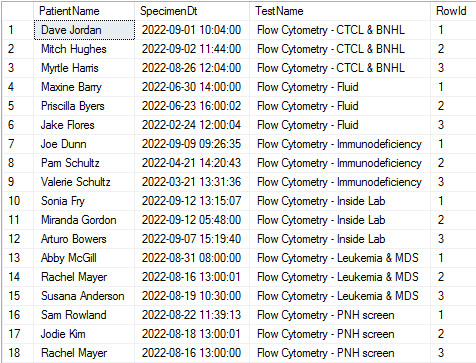 PatientName SpecimenDt TestName RowId
1 Dave Jordan 2022-09-01 10:04:00 Flow Cytometry - CTCL & BNHL 1
2 Mitch Hughes 2022-09-02 11:44:00 Flow Cytometry - CTCL & BNHL 2
3 Myrtle Harris 2022-08-26 12:04:00 Flow Cytometry - CTCL & BNHL 3
4 Maxine Barry 2022-06-30 14:00:00 Flow Cytometry - Fluid 1
5 Priscilla Byers 2022-06-23 16:00:02 Flow Cytometry - Fluid 2
6 Jake Flores 2022-02-24 12:00:04 Flow Cytometry - Fluid 3
7 Joe Dunn 2022-09-09 09:26:35 Flow Cytometry - Immunodeficiency 1
8 Pam Schultz 2022-04-21 14:20:43 Flow Cytometry - Immunodeficiency 2
9 Valerie Schultz 2022-03-21 13:31:36 Flow Cytometry - Immunodeficiency 3
10 Sonia Fry 2022-09-12 13:15:07 Flow Cytometry - Inside Lab 1
11 Miranda Gordon 2022-09-12 05:48:00 Flow Cytometry - Inside Lab 2
12 Arturo Bowers 2022-09-07 15:19:40 Flow Cytometry - Inside Lab 3
13 Abby McGill 2022-08-31 08:00:00 Flow Cytometry - Leukemia & MDS 1
14 Rachel Mayer 2022-08-16 13:00:01 Flow Cytometry - Leukemia & MDS 2
15 Susana Anderson 2022-08-19 10:30:00 Flow Cytometry - Leukemia & MDS 3
16 Sam Rowland 2022-08-22 11:39:13 Flow Cytometry - PNH screen 1
17 Jodie Kim 2022-08-18 13:00:01 Flow Cytometry - PNH screen 2
18 Rachel Mayer 2022-08-16 13:00:00 Flow Cytometry - PNH screen 3